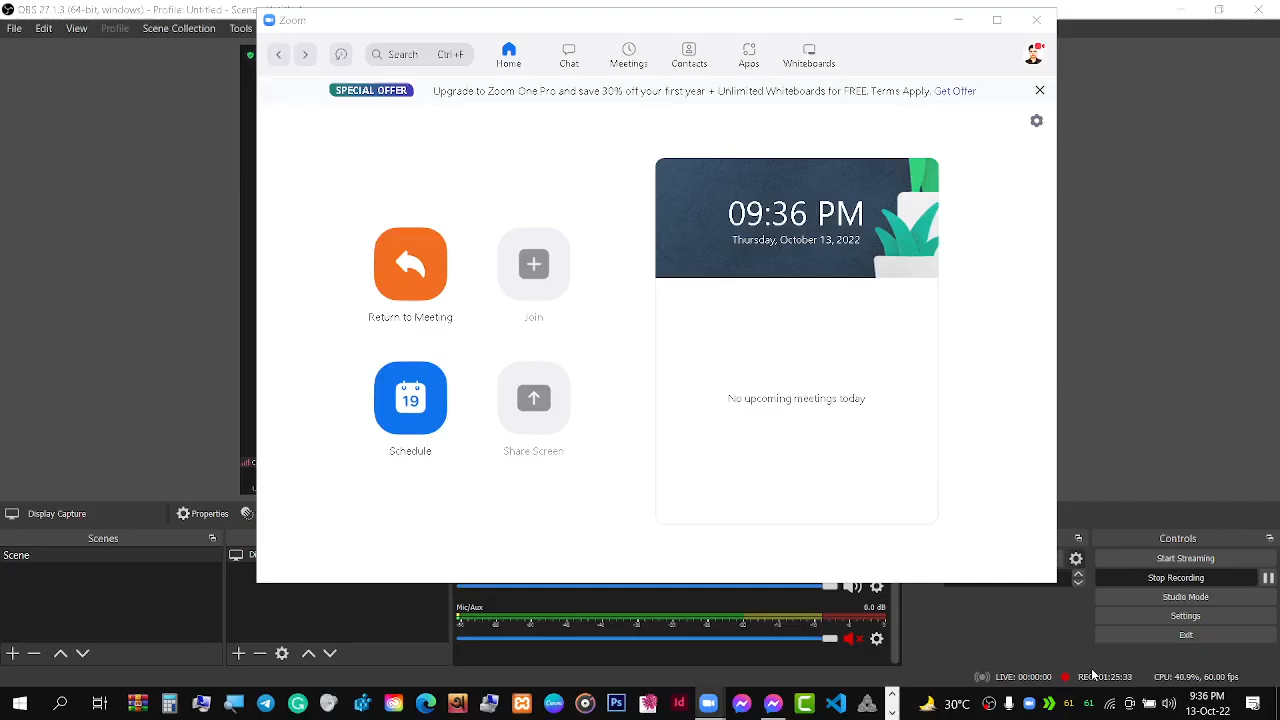 OBS 27.1.3 (64-bit, windows) - Profile: Untitled - Scene
Zoom
File Edit View Profile Scene Collection Tools
Search Ctrl+F
Home
Chat
Meetings
Contacts
Apps
Whiteboards
SPECIAL OFFER Upgrade to Zoom One Pro and save 30% off your first year + Unlimited Whiteboards for FREE. Terms Apply. Get Offer
09:36 PM
Thursday, October 13, 2022
Return to Meeting
Join
19
Schedule
Share Screen
No upcoming meetings today
Display Capture
Properties
Scenes
Controls
Scene
Start Streaming
Stop Recording
Studio Mode
Settings
Exit
Mic/Aux 0.0 dB
LIVE: 00:00:00
REC: 01:25:33
CPU: 40.9%, 60.00 fps
30°C
61
61
9:36 PM
13-Oct-22